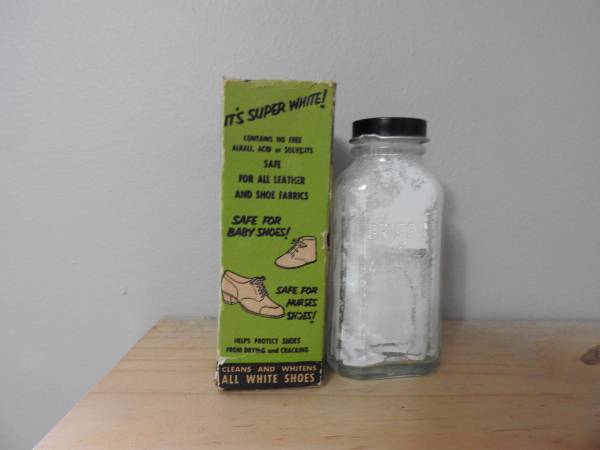 IT'S SUPER WHITE!
CONTAINS NO FREE
ALKALI, ACID or SOLVENTS
SAFE
FOR ALL LEATHER
AND SHOE FABRICS
SAFE FOR
BABY SHOES!
SAFE FOR
NURSES
SHOES!
HELPS PROTECT SHOES
FROM DRYING and CRACKING
CLEANS AND WHITENS
ALL WHITE SHOES